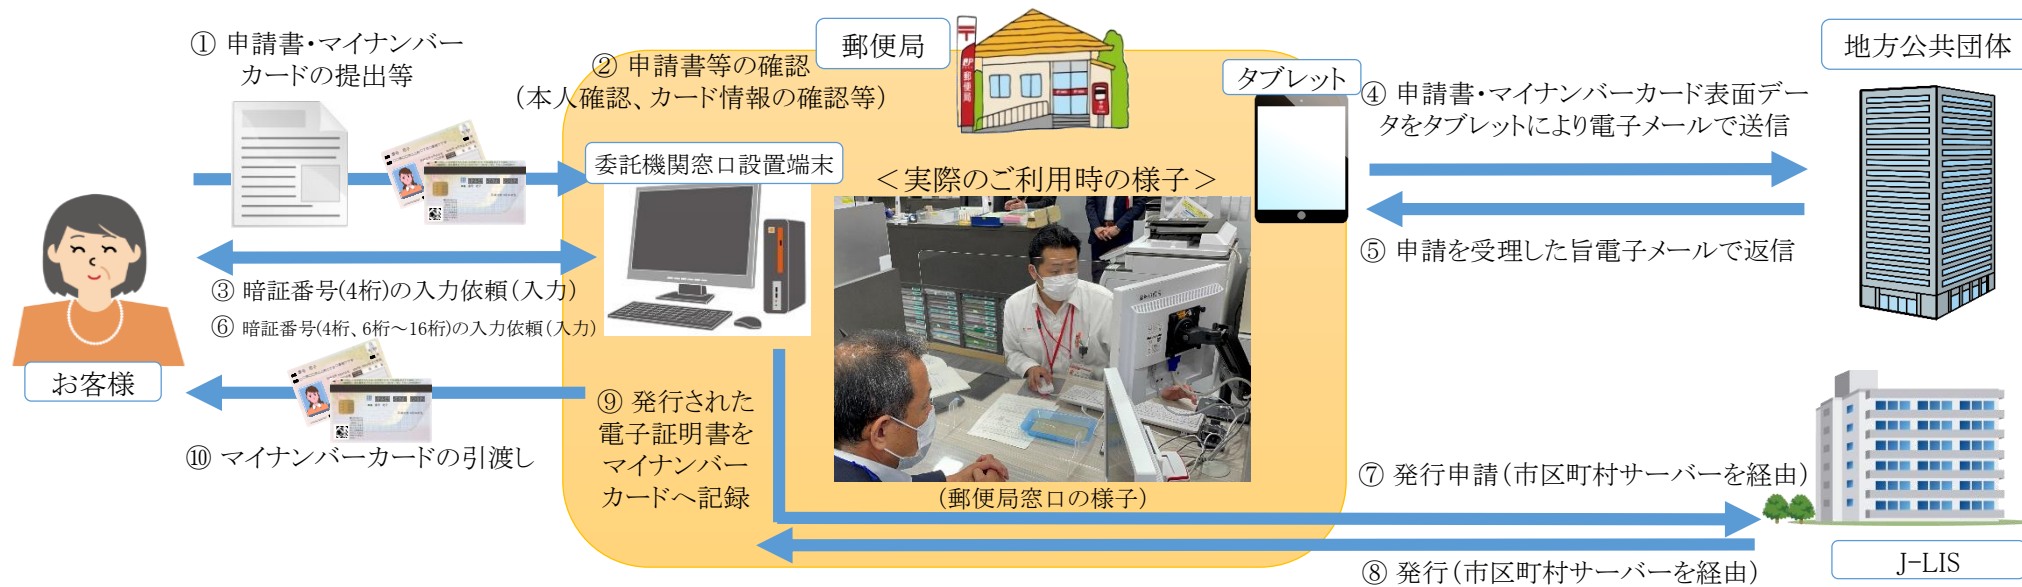 ① 申請書・マイナンバー
カードの提出等
② 申請書等の確認
（本人確認、カード情報の確認等）
郵便局
タブレット
地方公共団体
④ 申請書・マイナンバーカード表面デー
タをタブレットにより電子メールで送信
委託機関窓口設置端末
＜実際のご利用時の様子＞
③ 暗証番号(4桁)の入力依頼（入力）
⑥ 暗証番号(4桁、6桁～16桁)の入力依頼（入力）
⑤ 申請を受理した旨電子メールで返信
お客様
⑨ 発行された
電子証明書を
マイナンバー
カードへ記録
⑩ マイナンバーカードの引渡し
（郵便局窓口の様子）
⑦ 発行申請（市区町村サーバーを経由）
⑧ 発行（市区町村サーバーを経由）
J-LIS